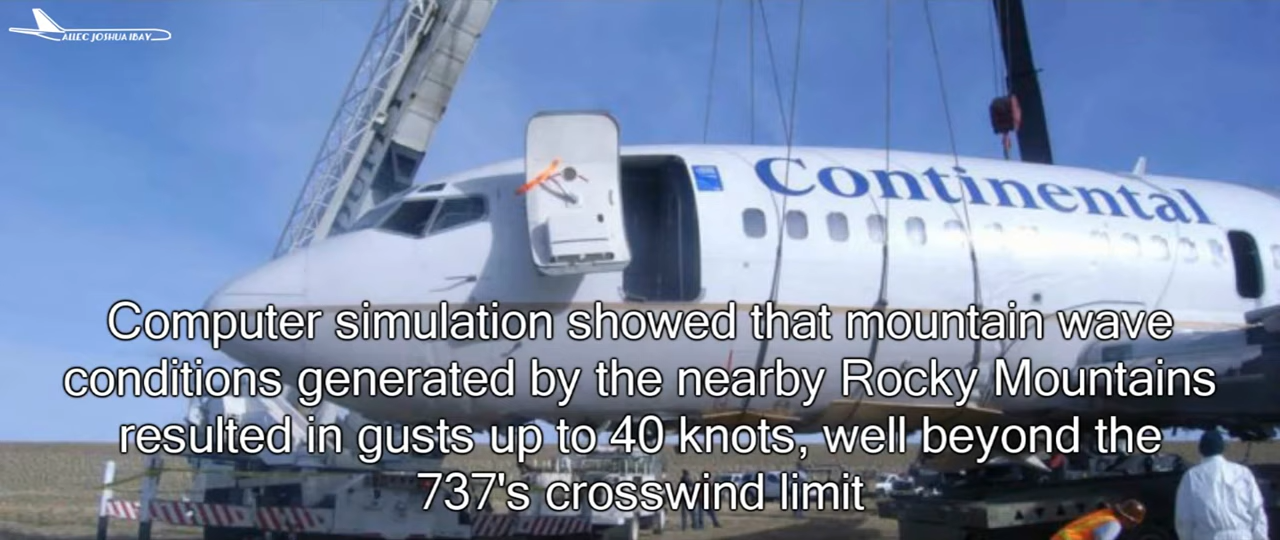 ALLEC JOSHUA IBAY
Continental
Computer simulation showed that mountain wave
conditions generated by the nearby Rocky Mountains
resulted in gusts up to 40 knots, well beyond the
737's crosswind limit